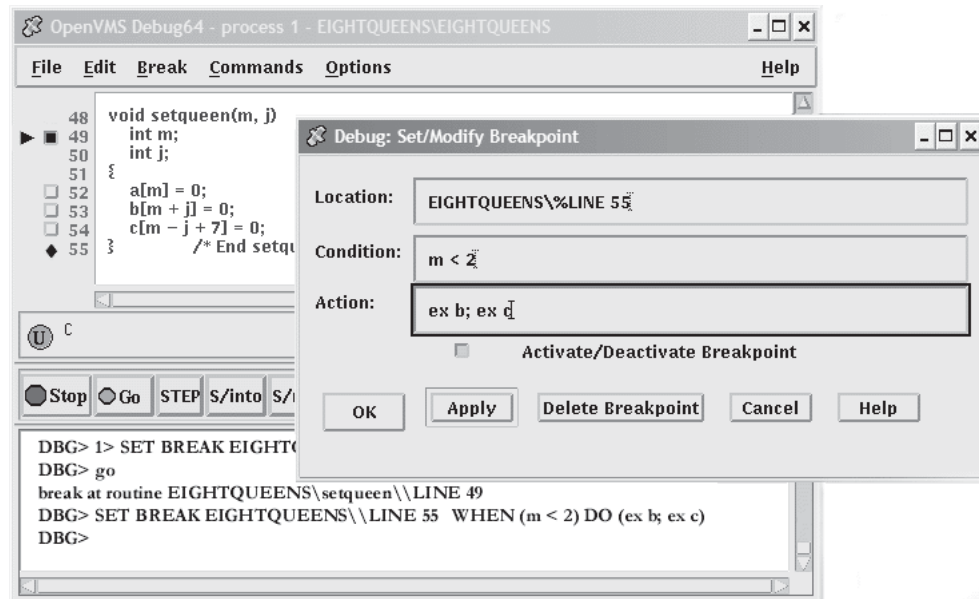 OpenVMS Debug64 - process 1 - EIGHTQUEENS\EIGHTQUEENS
File Edit Break Commands Options Help
48 void setqueen(m, j)
49 int m;
50 int j;
51 {
52 a[m] = 0;
53 b[m + j] = 0;
54 c[m - j + 7] = 0;
55 } /* End setqu
Debug: Set/Modify Breakpoint
Location: EIGHTQUEENS\%LINE 55
Condition: m < 2
Action: ex b; ex c
Activate/Deactivate Breakpoint
OK Apply Delete Breakpoint Cancel Help
U C
Stop Go STEP S/into S/
DBG> 1> SET BREAK EIGHT
DBG> go
break at routine EIGHTQUEENS\setqueen\\LINE 49
DBG> SET BREAK EIGHTQUEENS\\LINE 55 WHEN (m < 2) DO (ex b; ex c)
DBG>